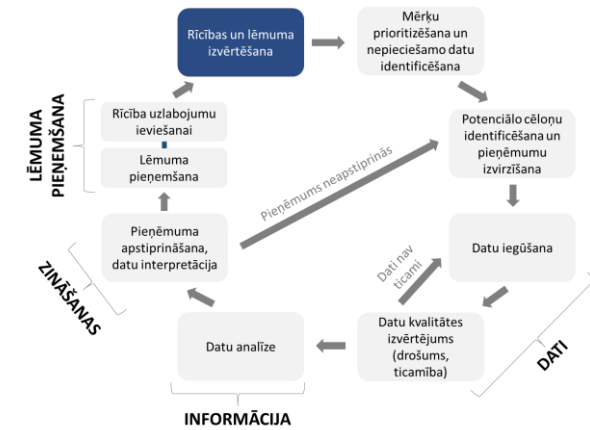 Rīcības un lēmuma
izvērtēšana
Mērķu
prioritizēšana un
nepieciešamo datu
identificēšana
Potenciālo cēloņu
identificēšana un
pieņēmumu
izvirzīšana
Datu iegūšana
Datu kvalitātes
izvērtējums
(drošums,
ticamība)
Datu analīze
Pieņēmuma
apstiprināšana,
datu interpretācija
Lēmuma
pieņemšana
Rīcība uzlabojumu
ieviešanai
Pieņēmums neapstiprinās
Dati nav
ticami
LĒMUMA
PIEŅEMŠANA
ZINĀŠANAS
INFORMĀCIJA
DATI